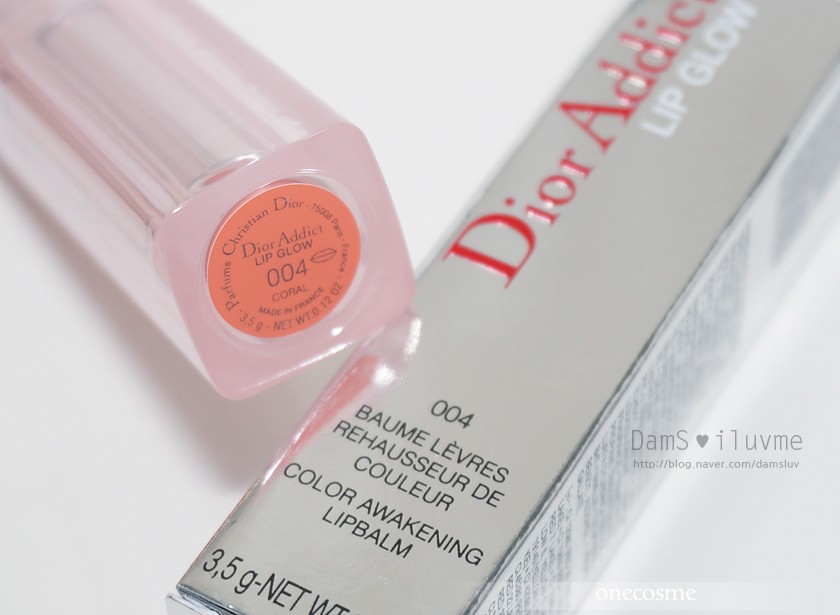 Parfums Christian Dior - 75008 Paris - France -
Dior Addict
LIP GLOW
004
CORAL
MADE IN FRANCE
3,5 g - NET WT. 0.12 OZ -
Dior Addict
LIP GLOW
004
BAUME LÈVRES
REHAUSSEUR DE
COULEUR
COLOR AWAKENING
LIPBALM
3,5 g-NET WT.
DamS♥iluvme
http://blog.naver.com/damsluv
onecosme